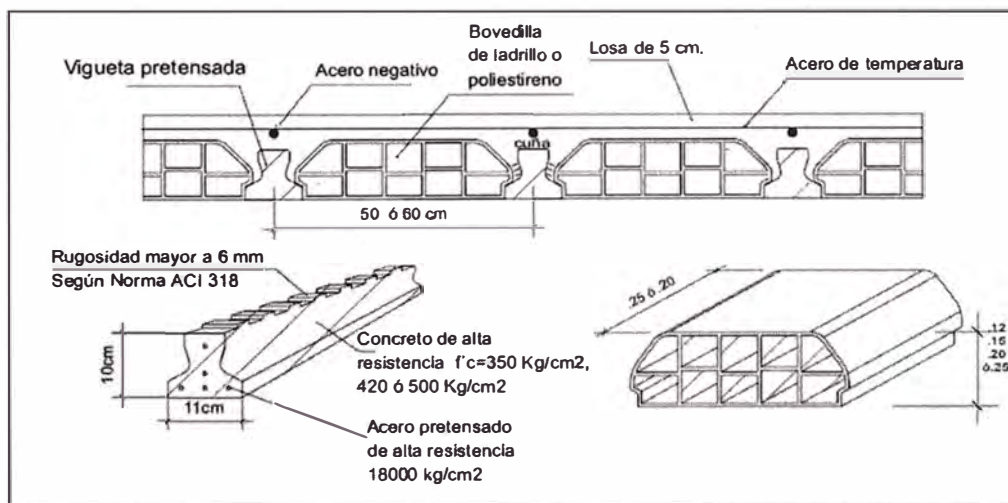 Vigueta pretensada
Acero negativo
Bovedilla
de ladrillo o
poliestireno
Losa de 5 cm.
Acero de temperatura
cuña
50 ó 60 cm
Rugosidad mayor a 6 mm
Según Norma ACI 318
10cm
11cm
Concreto de alta
resistencia f´c=350 Kg/cm2,
420 ó 500 Kg/cm2
Acero pretensado
de alta resistencia
18000 kg/cm2
25 ó 20
.12
.15
.20
ó.25